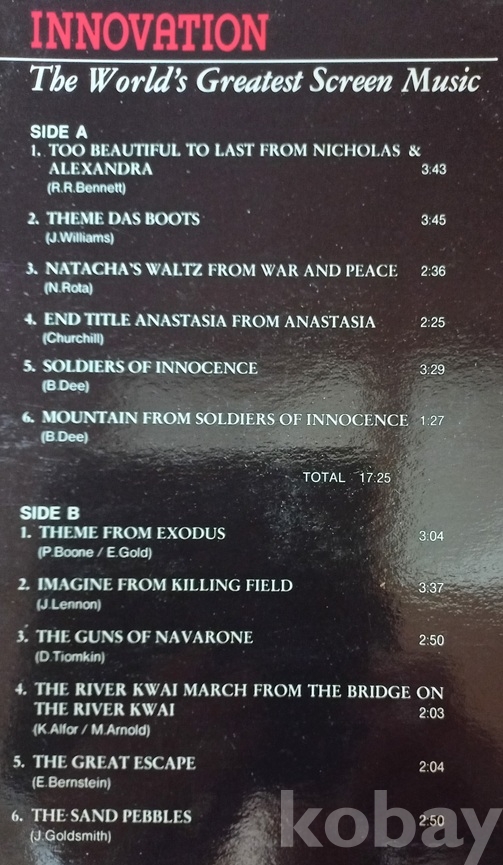 INNOVATION
The World's Greatest Screen Music
SIDE A
1. TOO BEAUTIFUL TO LAST FROM NICHOLAS &
ALEXANDRA 3:43
(R.R.Bennett)
2. THEME DAS BOOTS 3:45
(J.Williams)
3. NATACHA'S WALTZ FROM WAR AND PEACE 2:36
(N.Rota)
4. END TITLE ANASTASIA FROM ANASTASIA 2:25
(Churchill)
5. SOLDIERS OF INNOCENCE 3:29
(B.Dee)
6. MOUNTAIN FROM SOLDIERS OF INNOCENCE 1:27
(B.Dee)
TOTAL 17:25
SIDE B
1. THEME FROM EXODUS 3:04
(P.Boone / E.Gold)
2. IMAGINE FROM KILLING FIELD 3:37
(J.Lennon)
3. THE GUNS OF NAVARONE 2:50
(D.Tiomkin)
4. THE RIVER KWAI MARCH FROM THE BRIDGE ON
THE RIVER KWAI 2:03
(K.Alfor / M.Arnold)
5. THE GREAT ESCAPE 2:04
(E.Bernstein)
6. THE SAND PEBBLES 2:50
(J.Goldsmith)
kobay